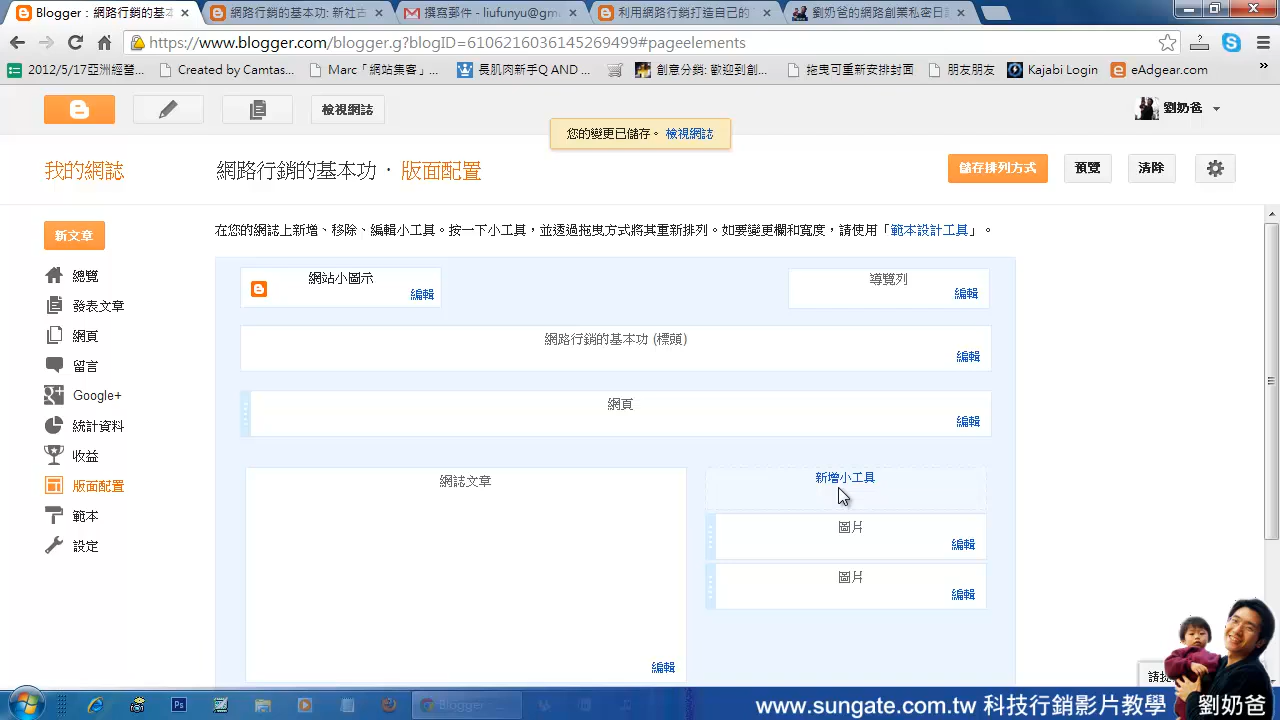 Blogger：網路行銷的基本
網路行銷的基本功: 新社古
撰寫郵件 - liufunyu@gm
利用網路行銷打造自己的
劉奶爸的網路創業私密日
https://www.blogger.com/blogger.g?blogID=6106216036145269499#pageelements
2012/5/17亞洲經營...
Created by Camtas...
Marc「網站集客」...
長肌肉新手Q AND...
創意分銷: 歡迎到創...
拖曳可重新安排封面
朋友朋友
Kajabi Login
eAdgear.com
»
檢視網誌
劉奶爸
您的變更已儲存。 檢視網誌
我的網誌
網路行銷的基本功 · 版面配置
儲存排列方式
預覽
清除
新文章
在您的網誌上新增、移除、編輯小工具。按一下小工具，並透過拖曳方式將其重新排列。如要變更欄和寬度，請使用「範本設計工具」。
總覽
發表文章
網頁
留言
Google+
統計資料
收益
版面配置
範本
設定
網站小圖示
編輯
導覽列
編輯
網路行銷的基本功 (標頭)
編輯
網頁
編輯
網誌文章
編輯
新增小工具
圖片
編輯
圖片
編輯
Blogger
www.sungate.com.tw 科技行銷影片教學
劉奶爸